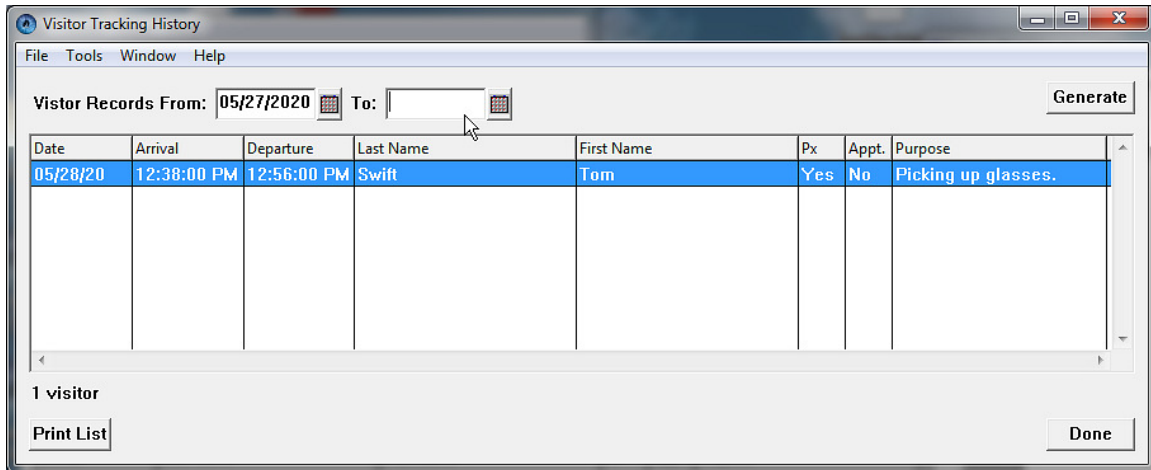 Visitor Tracking History
File Tools Window Help
Vistor Records From: 05/27/2020 To: Generate
Date Arrival Departure Last Name First Name Px Appt. Purpose
05/28/20 12:38:00 PM 12:56:00 PM Swift Tom Yes No Picking up glasses.
1 visitor
Print List Done